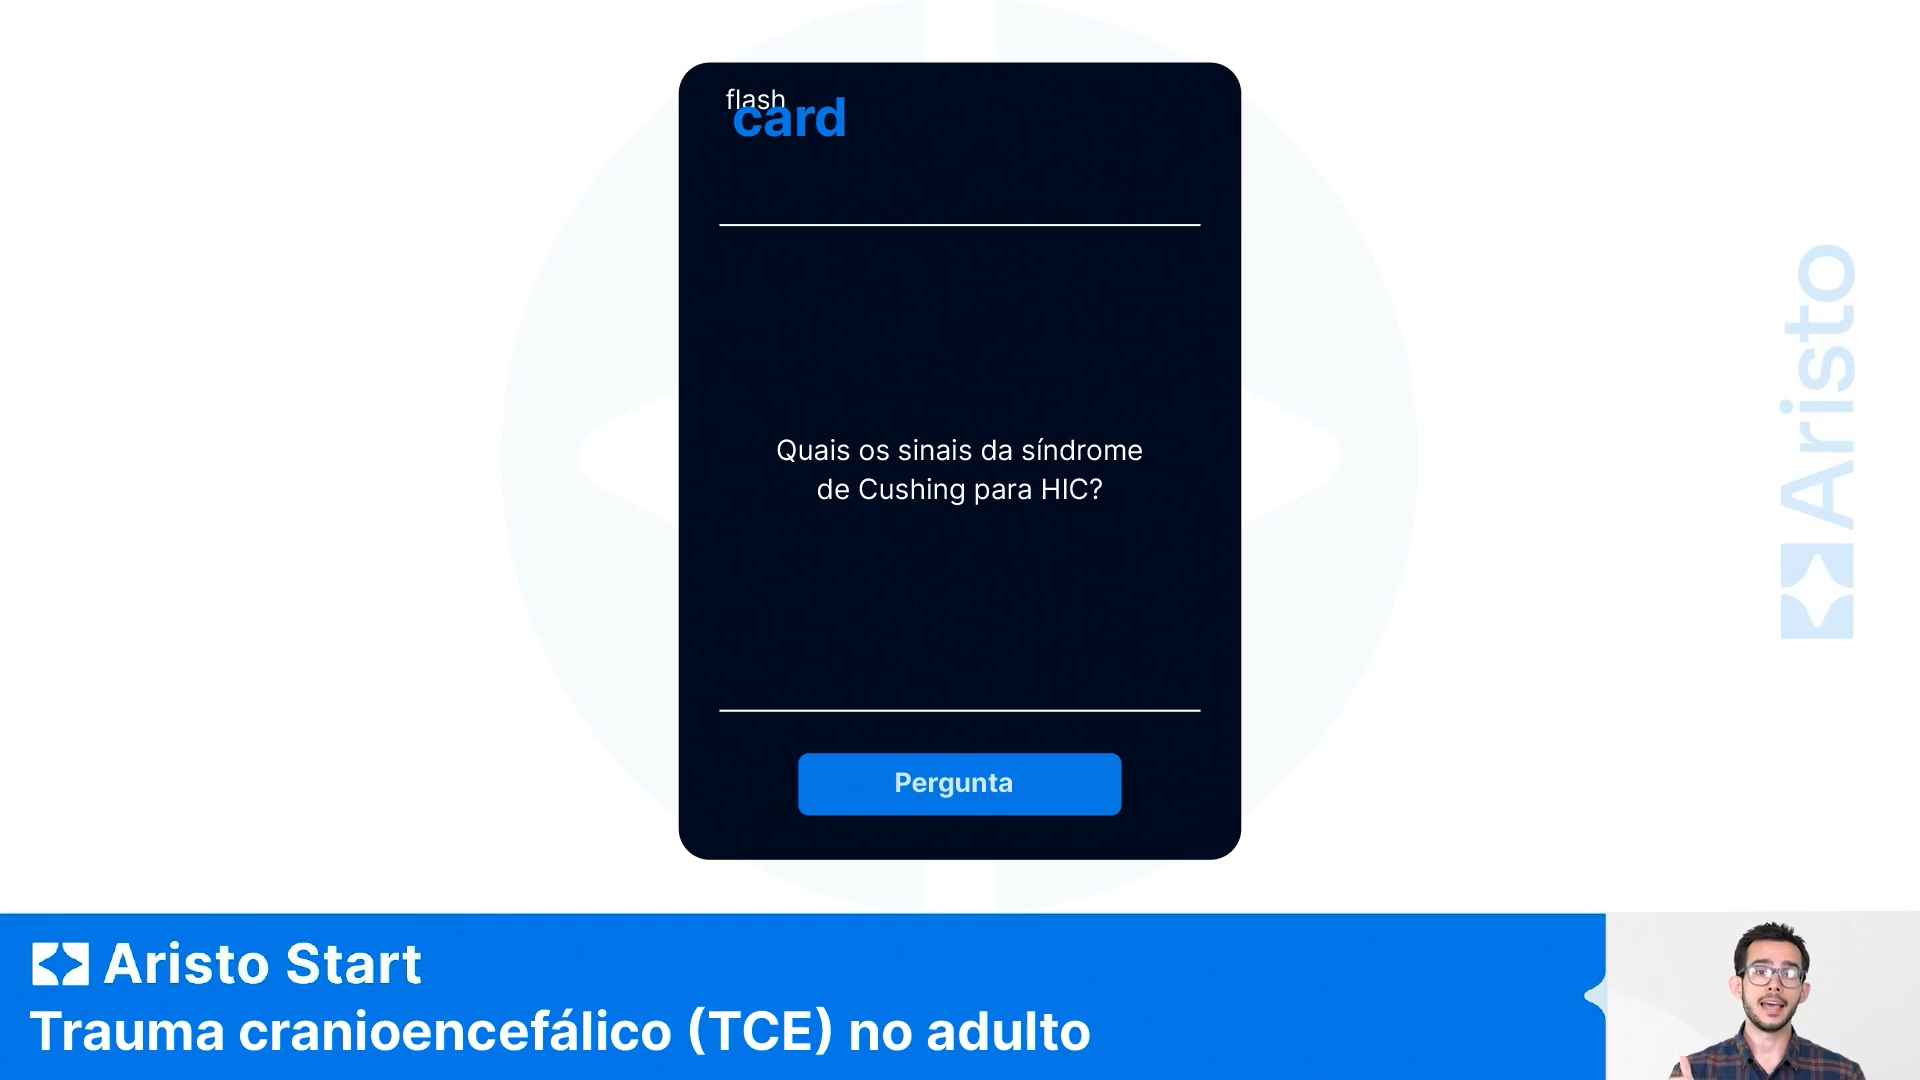 flash
card
Quais os sinais da síndrome
de Cushing para HIC?
Pergunta
Aristo
Aristo Start
Trauma cranioencefálico (TCE) no adulto